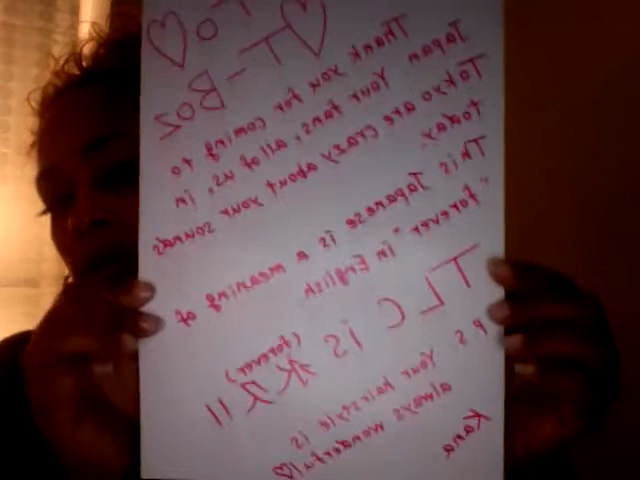 To
T-Boz
Thank you for coming to
Japan Your fans, all of us, in
Tokyo are crazy about your sounds
today.
This Japanese is a meaning of
"forever" in English
TLC is 永久!!
(forever)
P.S Your hairstyle is
always wonderful♡
Kana